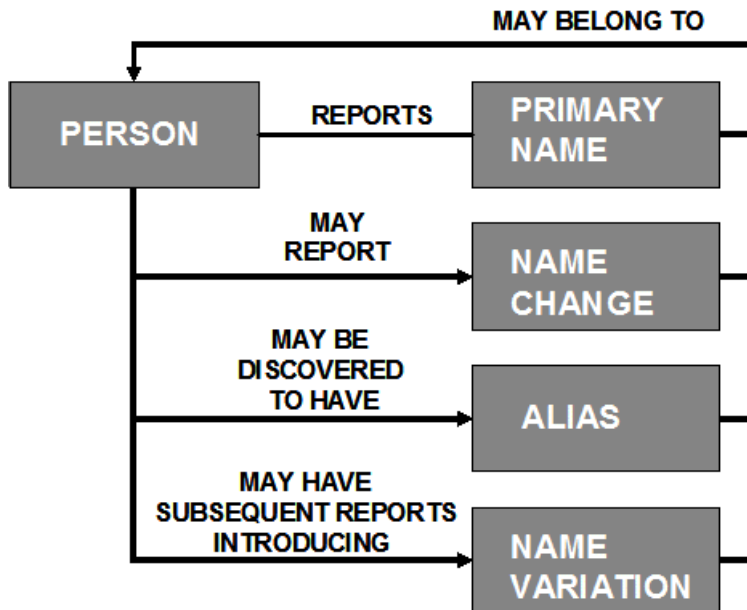 MAY BELONG TO
PERSON
REPORTS
PRIMARY
NAME
MAY
REPORT
NAME
CHANGE
MAY BE
DISCOVERED
TO HAVE
ALIAS
MAY HAVE
SUBSEQUENT REPORTS
INTRODUCING
NAME
VARIATION